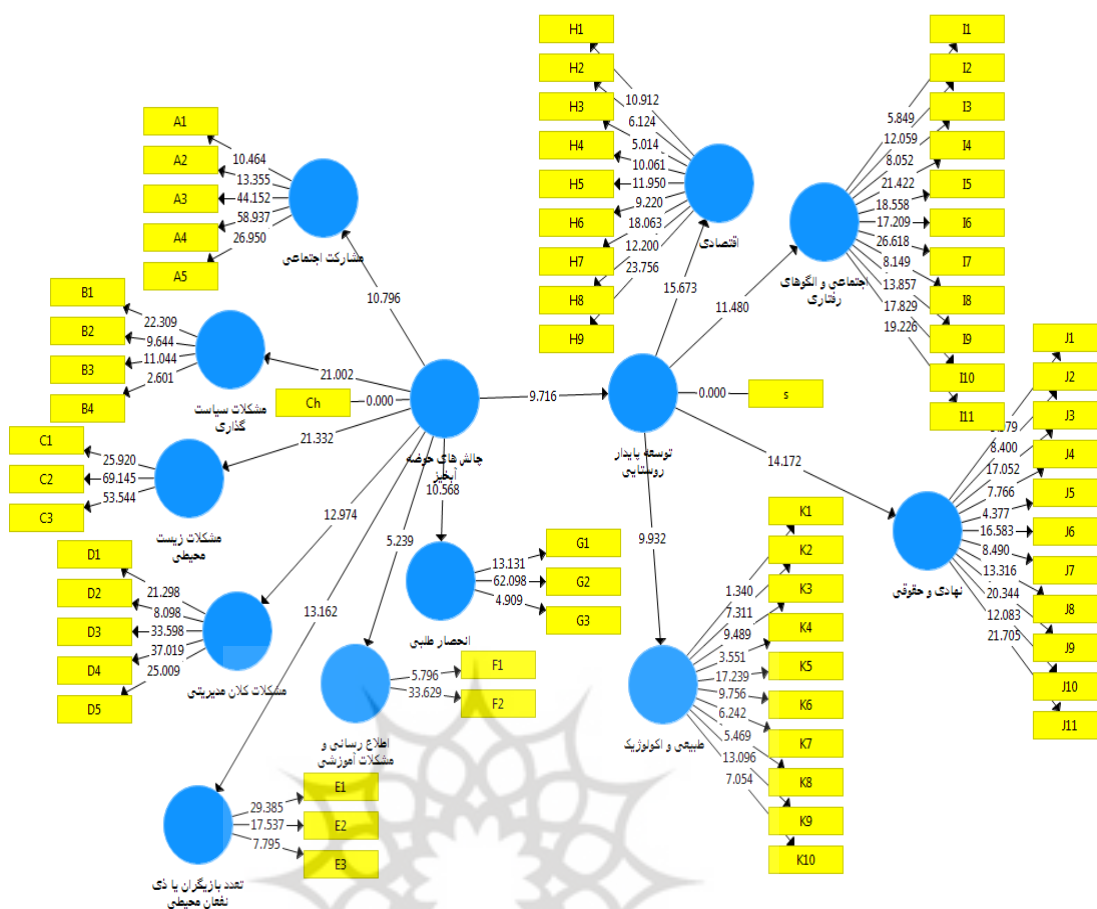 A1
A2
A3
A4
A5
10.464
13.355
44.152
58.937
26.950
مشارکت اجتماعی
10.796
B1
B2
B3
B4
22.309
9.644
11.044
2.601
مشکلات سیاست
گذاری
21.002
C1
C2
C3
25.920
69.145
53.544
مشکلات زیست
محیطی
21.332
D1
D2
D3
D4
D5
21.298
8.098
33.598
37.019
25.009
مشکلات کلان مدیریتی
12.974
E1
E2
E3
29.385
17.537
7.795
تعدد بازیگران یا ذی
نفعان محیطی
13.162
F1
F2
5.796
33.629
اطلاع رسانی و
مشکلات آموزشی
5.239
G1
G2
G3
13.131
62.098
4.909
انحصار طلبی
10.568
Ch
0.000
چالش های حوضه
آبخیز
9.716
s
0.000
توسعه پایدار
روستایی
H1
H2
H3
H4
H5
H6
H7
H8
H9
10.912
6.124
5.014
10.061
11.950
9.220
18.063
12.200
23.756
اقتصادی
15.673
I1
I2
I3
I4
I5
I6
I7
I8
I9
I10
I11
5.849
12.059
8.052
21.422
18.558
17.209
26.618
8.149
13.857
17.829
19.226
اجتماعی و الگوهای
رفتاری
11.480
J1
J2
J3
J4
J5
J6
J7
J8
J9
J10
J11
8.400
17.052
7.766
4.377
16.583
8.490
13.316
20.344
12.083
21.705
نهادی و حقوقی
14.172
K1
K2
K3
K4
K5
K6
K7
K8
K9
K10
1.340
7.311
9.489
3.551
17.239
9.756
6.242
5.469
13.096
7.054
طبیعی و اکولوژیک
9.932